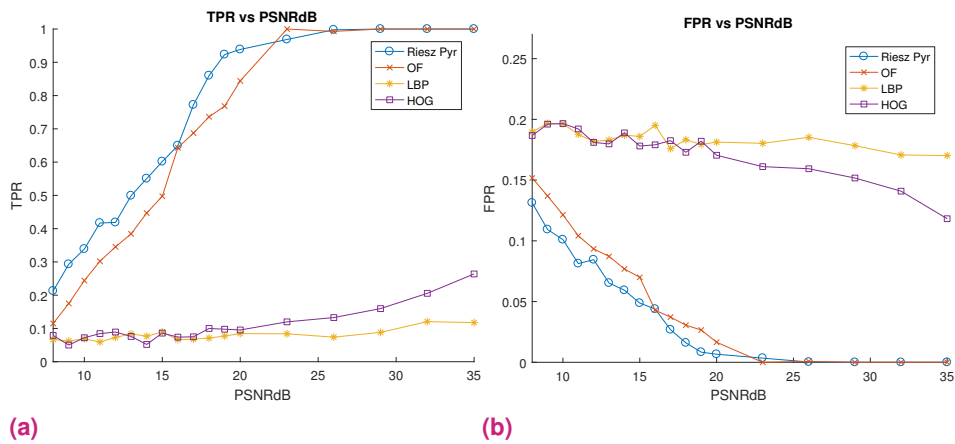 TPR vs PSNRdB
1
0.9
0.8
0.7
0.6
0.5
0.4
0.3
0.2
0.1
0
TPR
10
15
20
25
30
35
PSNRdB
Riesz Pyr
OF
LBP
HOG
(a)
FPR vs PSNRdB
0.25
0.2
0.15
0.1
0.05
0
FPR
10
15
20
25
30
35
PSNRdB
Riesz Pyr
OF
LBP
HOG
(b)